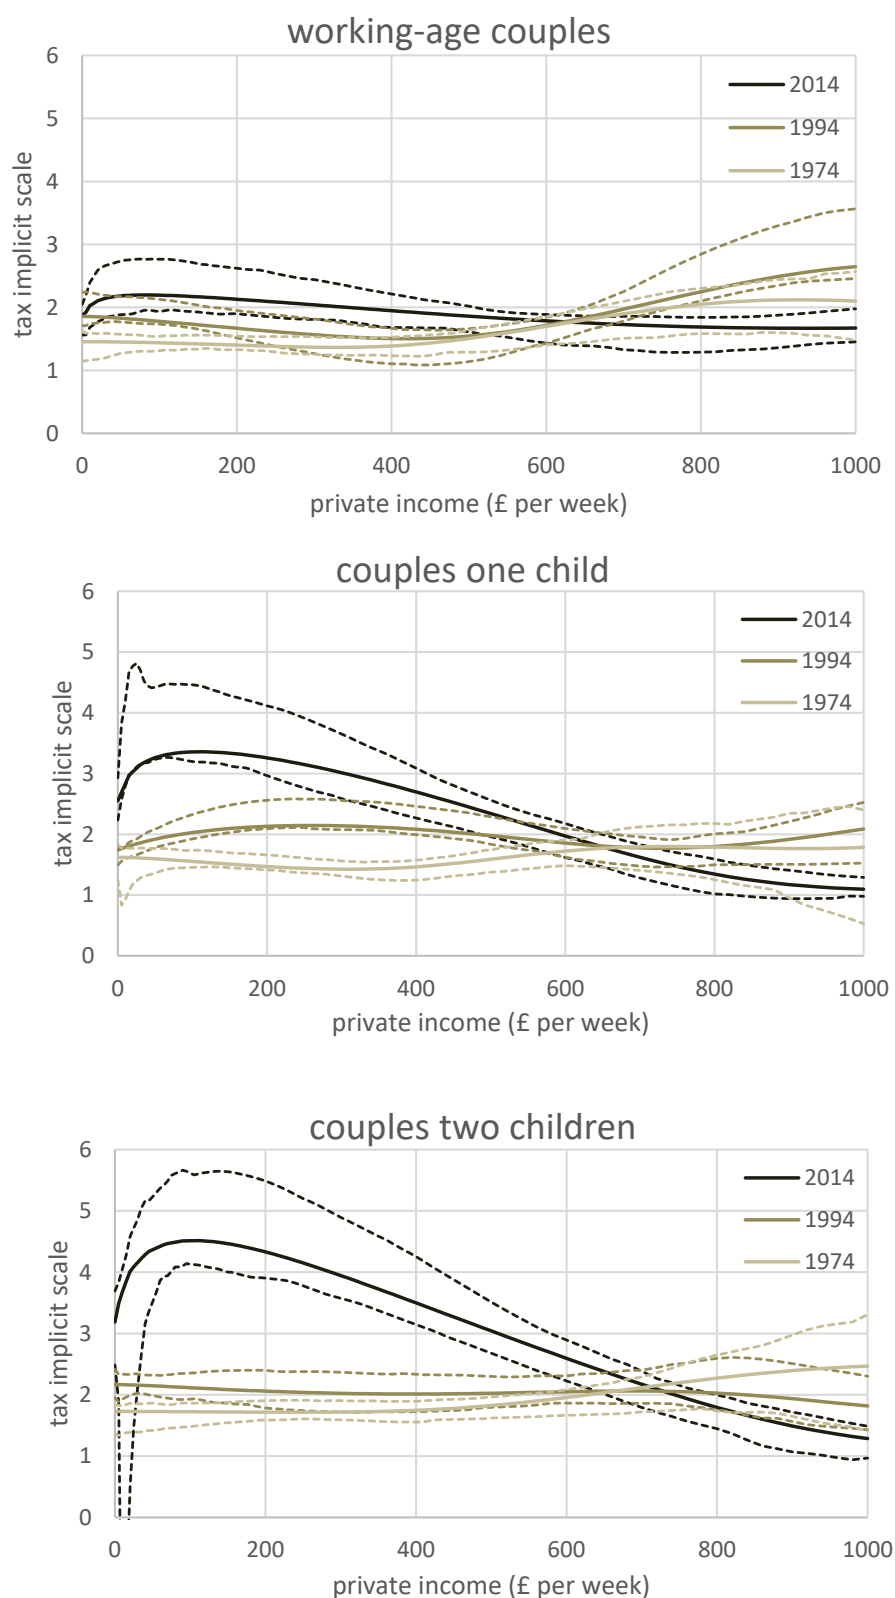 working-age couples
6
5
4
3
2
1
0
tax implicit scale
2014
1994
1974
0 200 400 600 800 1000
private income (£ per week)
couples one child
6
5
4
3
2
1
0
tax implicit scale
2014
1994
1974
0 200 400 600 800 1000
private income (£ per week)
couples two children
6
5
4
3
2
1
0
tax implicit scale
2014
1994
1974
0 200 400 600 800 1000
private income (£ per week)